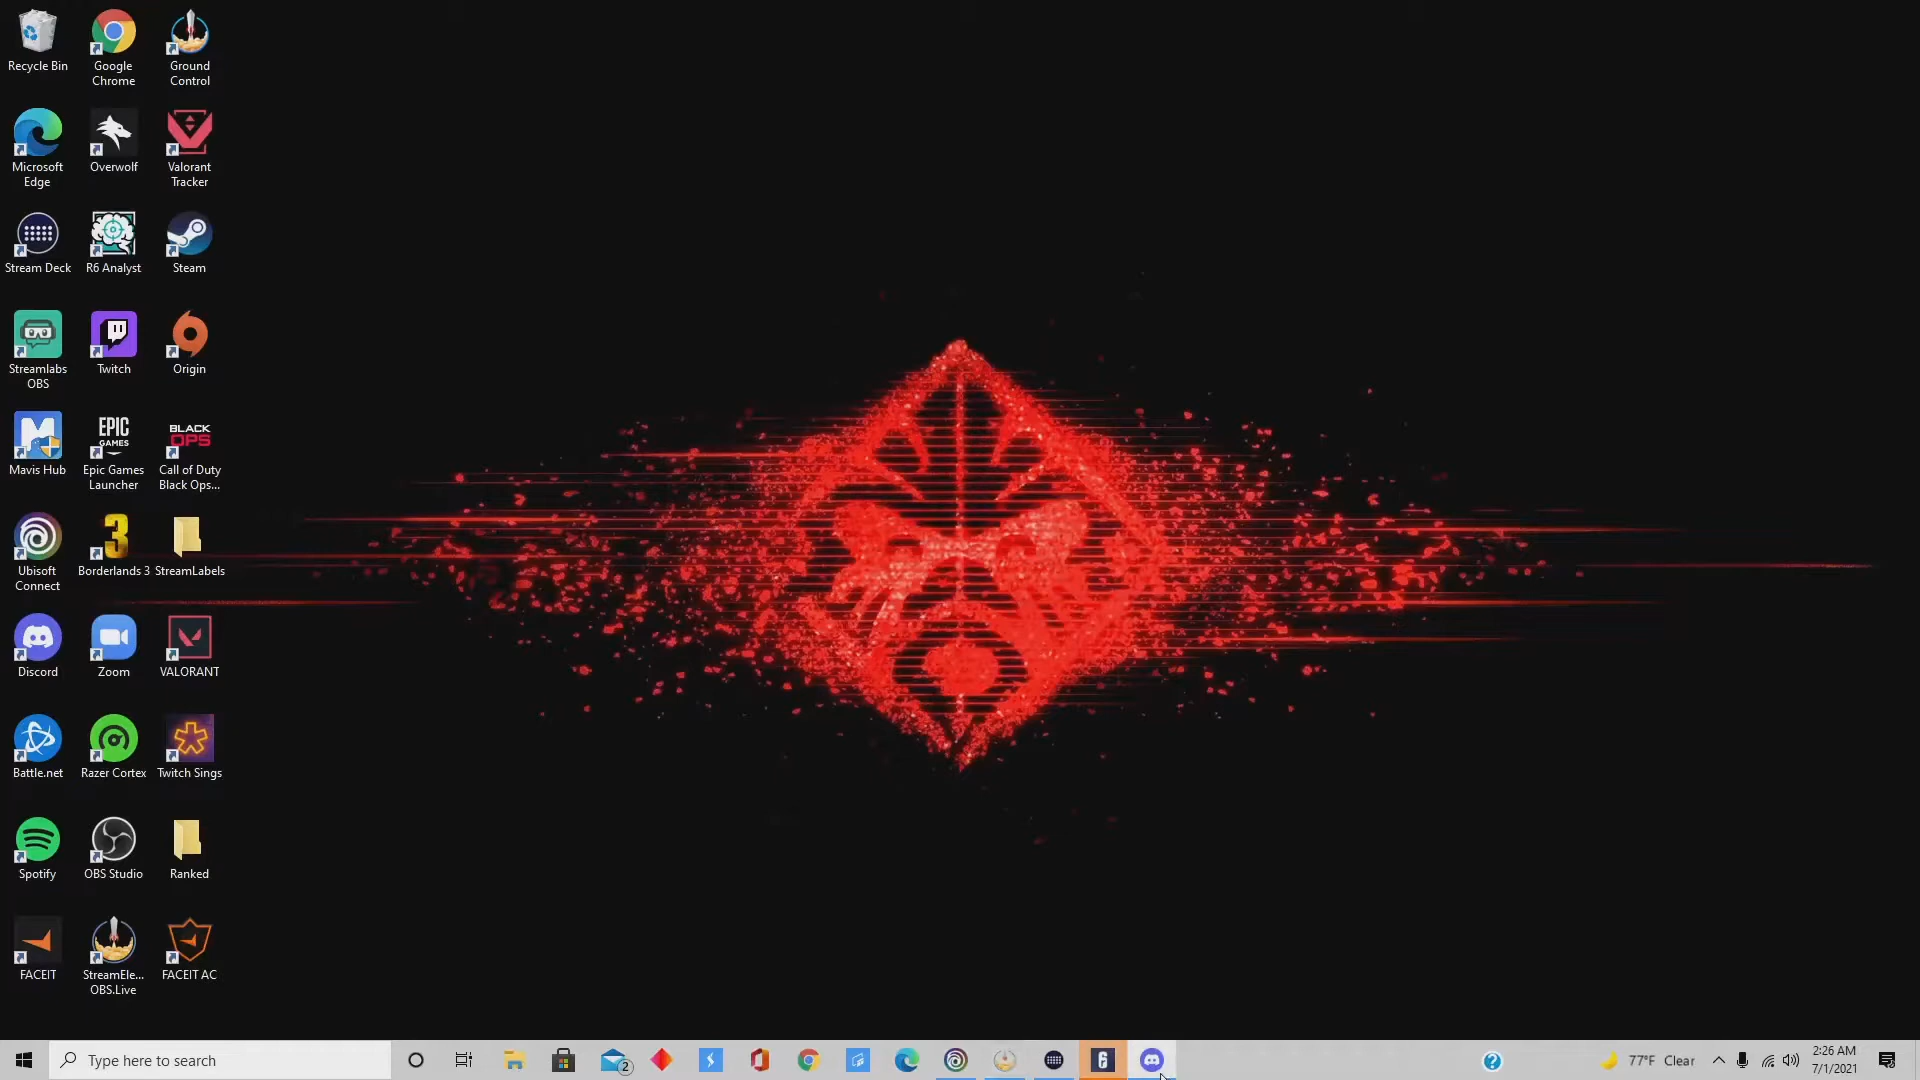 Recycle Bin
Google
Chrome
Ground
Control
Microsoft
Edge
Overwolf
Valorant
Tracker
Stream Deck
R6 Analyst
Steam
Streamlabs
OBS
Twitch
Origin
EPIC
GAMES
BLACK
OPS
Mavis Hub
Epic Games
Launcher
Call of Duty
Black Ops...
3
Ubisoft
Connect
Borderlands 3
StreamLabels
Discord
Zoom
VALORANT
Battle.net
Razer Cortex
Twitch Sings
Spotify
OBS Studio
Ranked
FACEIT
StreamEle...
OBS.Live
FACEIT AC
Type here to search
2
6
?
77°F Clear
2:26 AM
7/1/2021